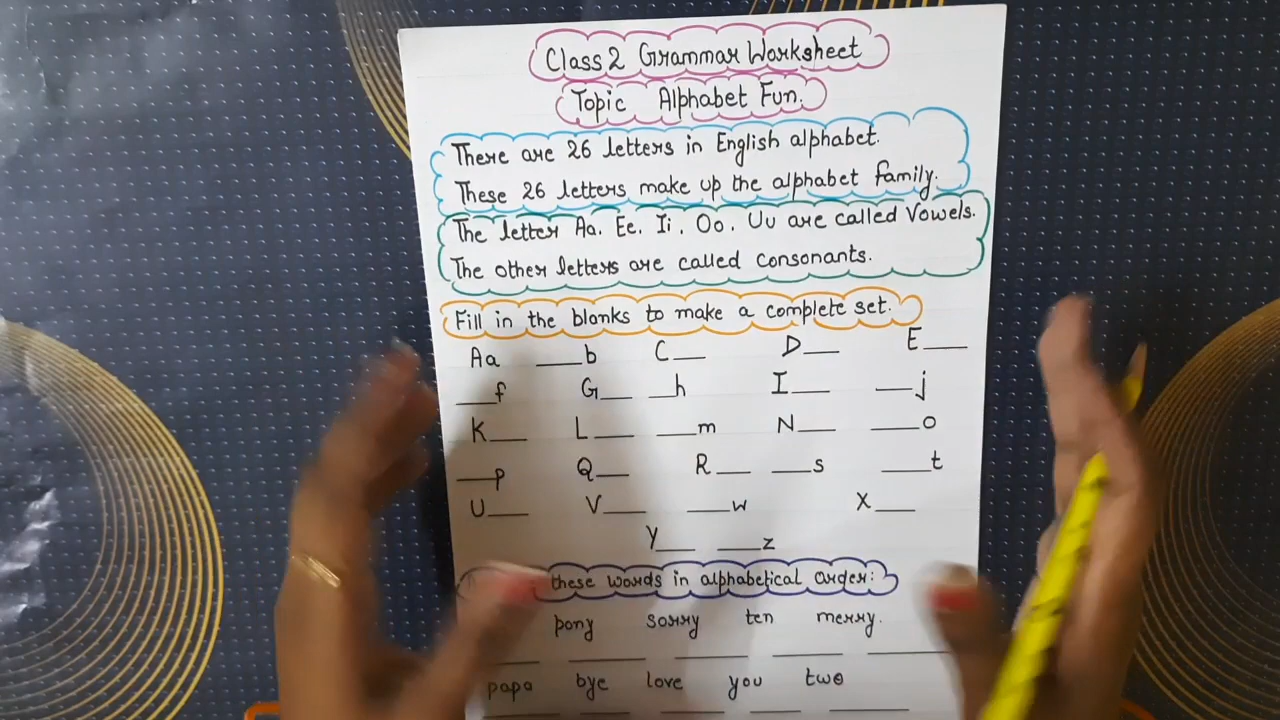 Class 2 Grammar Worksheet
Topic Alphabet Fun.
There are 26 letters in English alphabet.
These 26 letters make up the alphabet family.
The letter Aa. Ee. Ii. Oo. Uu are called Vowels.
The other letters are called consonants.
Fill in the blanks to make a complete set.
Aa ___b C___ D___ E___
___f G___ ___h I___ ___j
K___ L___ ___m N___ ___o
___p Q___ R___ ___s ___t
U___ V___ ___w X___
Y___ ___z
these words in alphabetical order:
pony sorry ten merry.
papa bye love you two